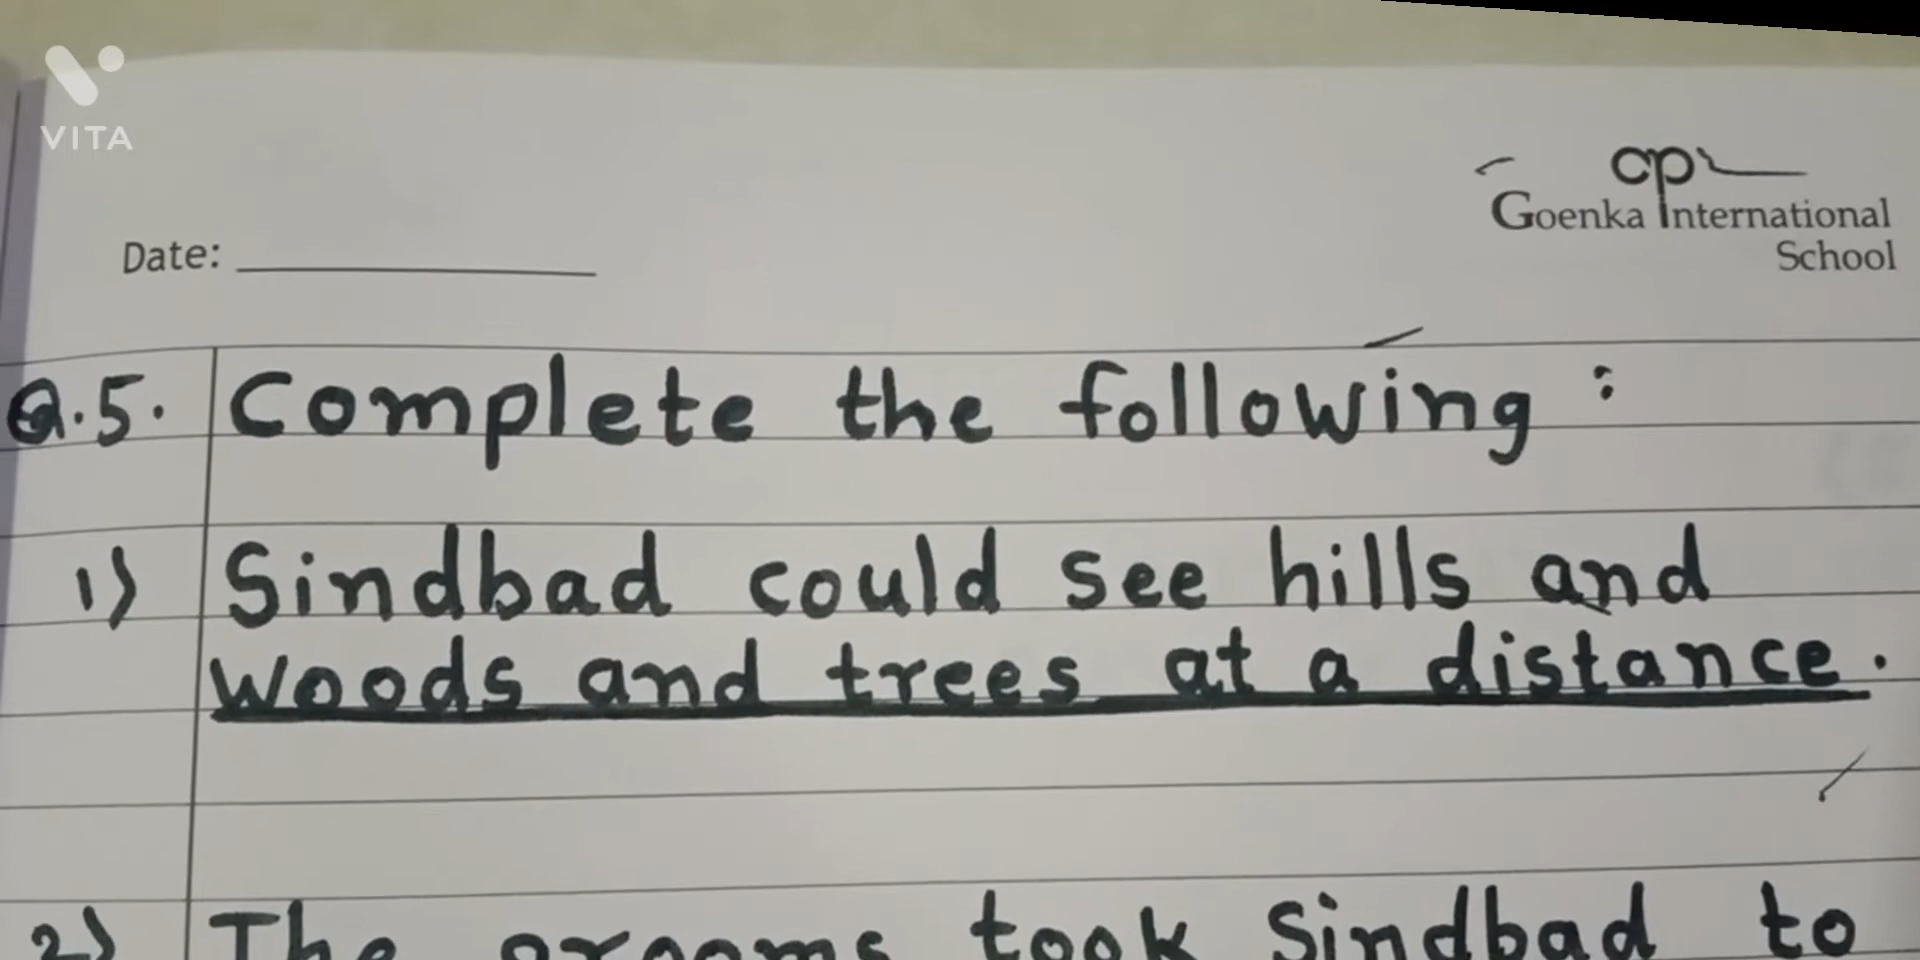 VITA
GPr
Goenka International
School
Date:
Q.5. Complete the following :
1) Sindbad could see hills and
woods and trees at a distance.
2) The grooms took Sindbad to